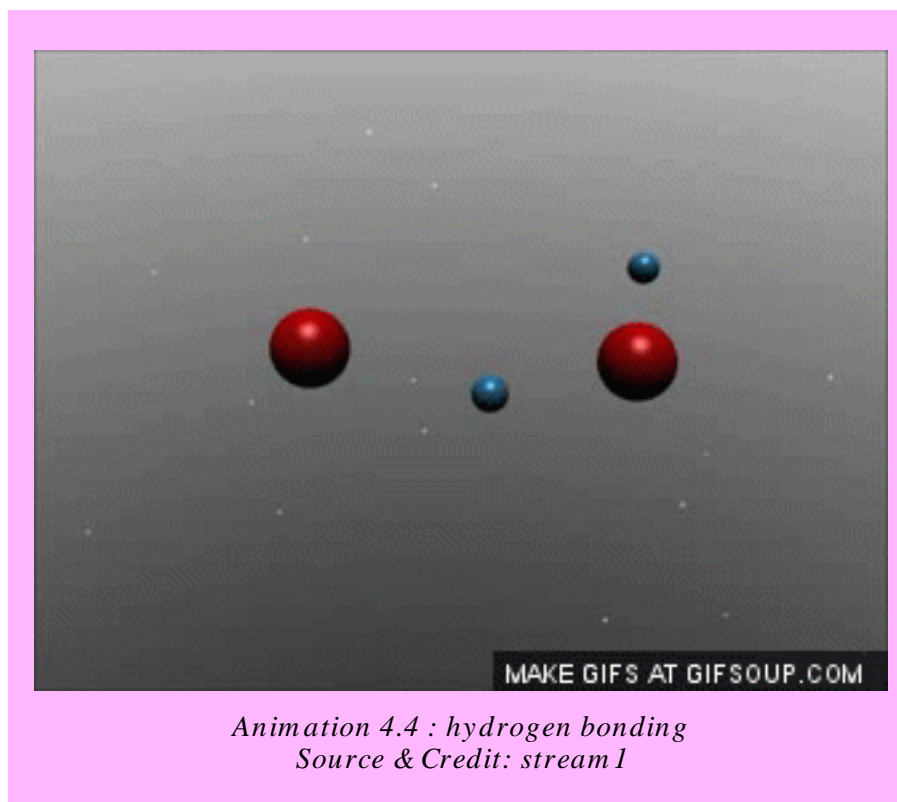 MAKE GIFS AT GIFSOUP.COM
Animation 4.4 : hydrogen bonding
Source & Credit: stream1